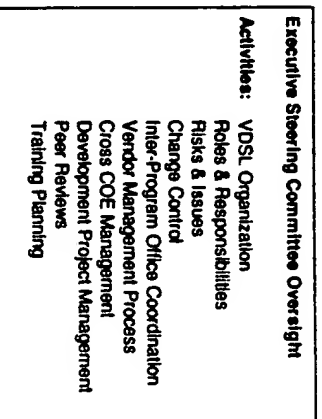 Executive Steering Committee Oversight
Activities: VDSL Organization
Roles & Responsibilities
Risks & Issues
Change Control
Inter-Program Office Coordination
Vendor Management Process
Cross COE Management
Development Project Management
Peer Reviews
Training Planning